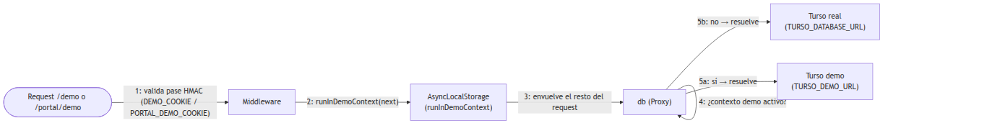 Request /demo o
/portal/demo
1: valida pase HMAC
(DEMO_COOKIE /
PORTAL_DEMO_COOKIE)
Middleware
2: runInDemoContext(next)
AsyncLocalStorage
(runInDemoContext)
3: envuelve el resto del
request
db (Proxy)
4: ¿contexto demo activo?
5a: sí → resuelve
Turso demo
(TURSO_DEMO_URL)
5b: no → resuelve
Turso real
(TURSO_DATABASE_URL)